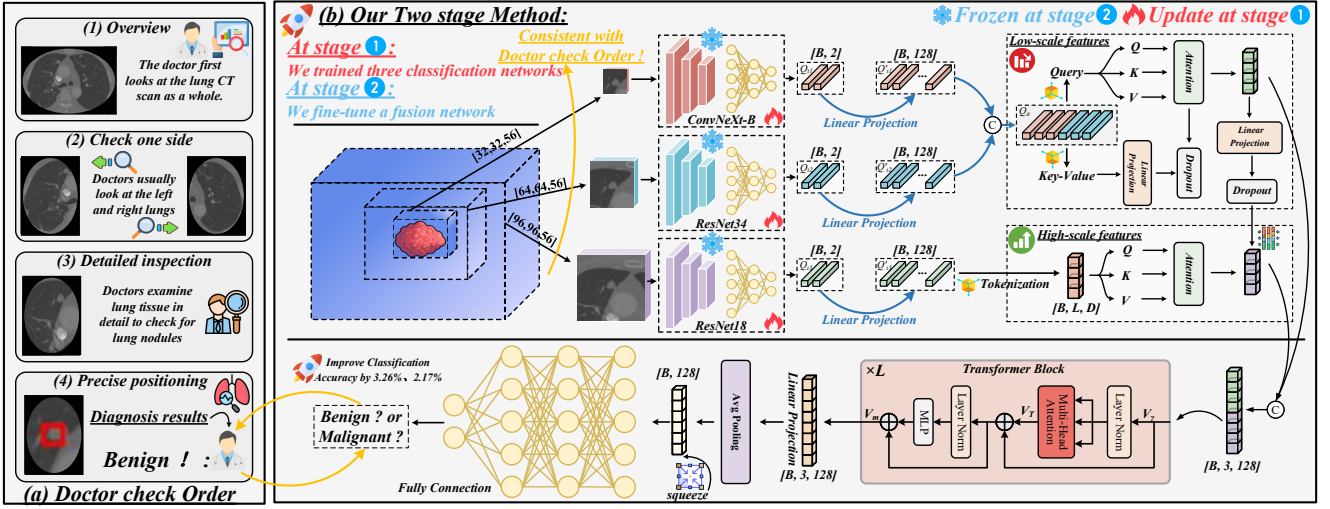 (1) Overview
The doctor first
looks at the lung CT
scan as a whole.
(2) Check one side
Doctors usually
look at the left
and right lungs
(3) Detailed inspection
Doctors examine
lung tissue in
detail to check for
lung nodules
(4) Precise positioning
Diagnosis results
Benign！:
(a) Doctor check Order
(b) Our Two stage Method:
Frozen at stage 2
Update at stage 1
At stage 1:
We trained three classification networks
At stage 2:
We fine-tune a fusion network
Consistent with
Doctor check Order !
[32,32,56]
[64,64,56]
[96,96,56]
ConvNeXt-B
ResNet34
ResNet18
[B, 2]
[B, 128]
Linear Projection
[B, 2]
[B, 128]
Linear Projection
[B, 2]
[B, 128]
Linear Projection
C
Tokenization
Low-scale features
Query
Q
K
V
Attention
Key-Value
Linear
Projection
Dropout
Linear
Projection
Dropout
High-scale features
[B, L, D]
Q
K
V
Attention
C
[B, 3, 128]
Transformer Block
×L
V7
Layer Norm
Multi-Head
Attention
VT
Layer Norm
MLP
Vm
[B, 3, 128]
Linear Projection
Avg Pooling
[B, 128]
squeeze
Fully Connection
Improve Classification
Accuracy by 3.26%、2.17%
Benign ? or
Malignant ?